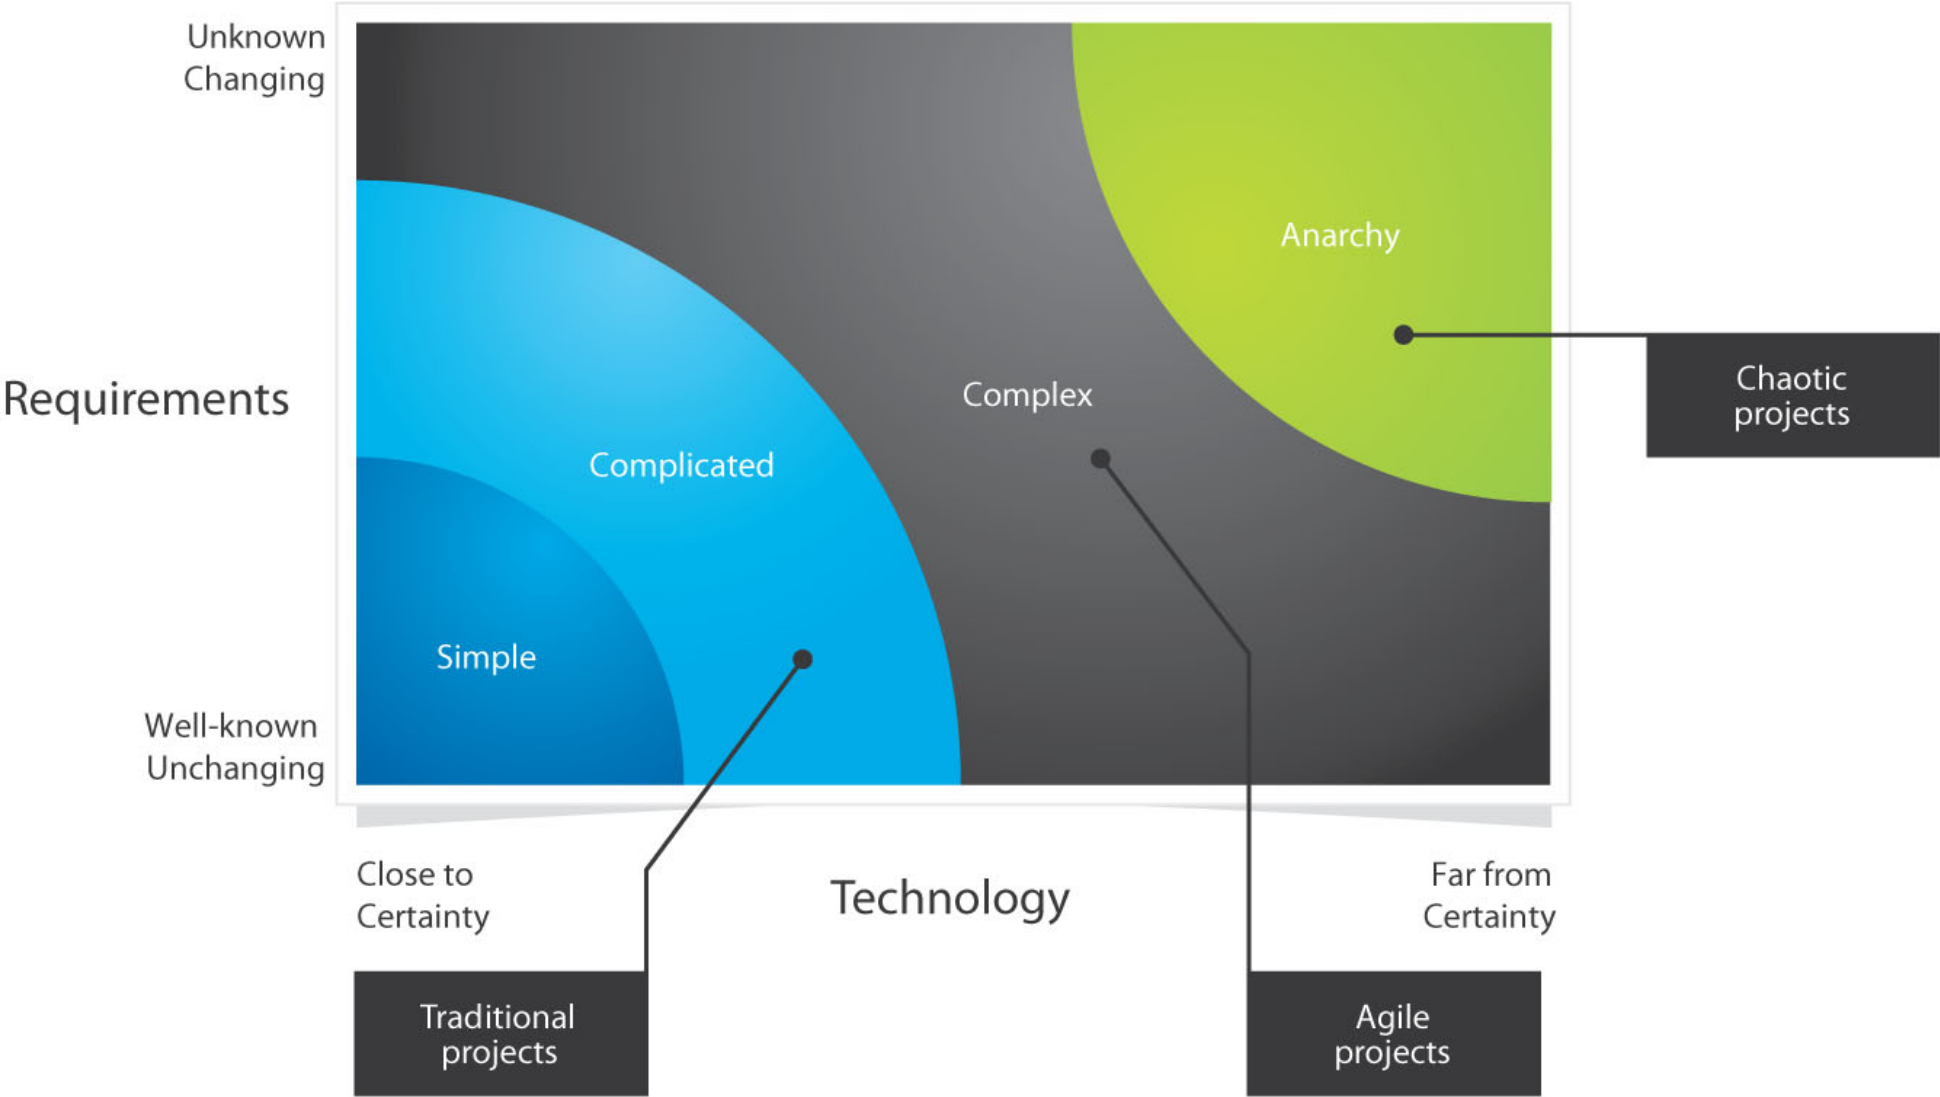 Unknown
Changing
Anarchy
Chaotic
projects
Requirements
Complex
Complicated
Simple
Well-known
Unchanging
Close to
Certainty
Technology
Far from
Certainty
Traditional
projects
Agile
projects